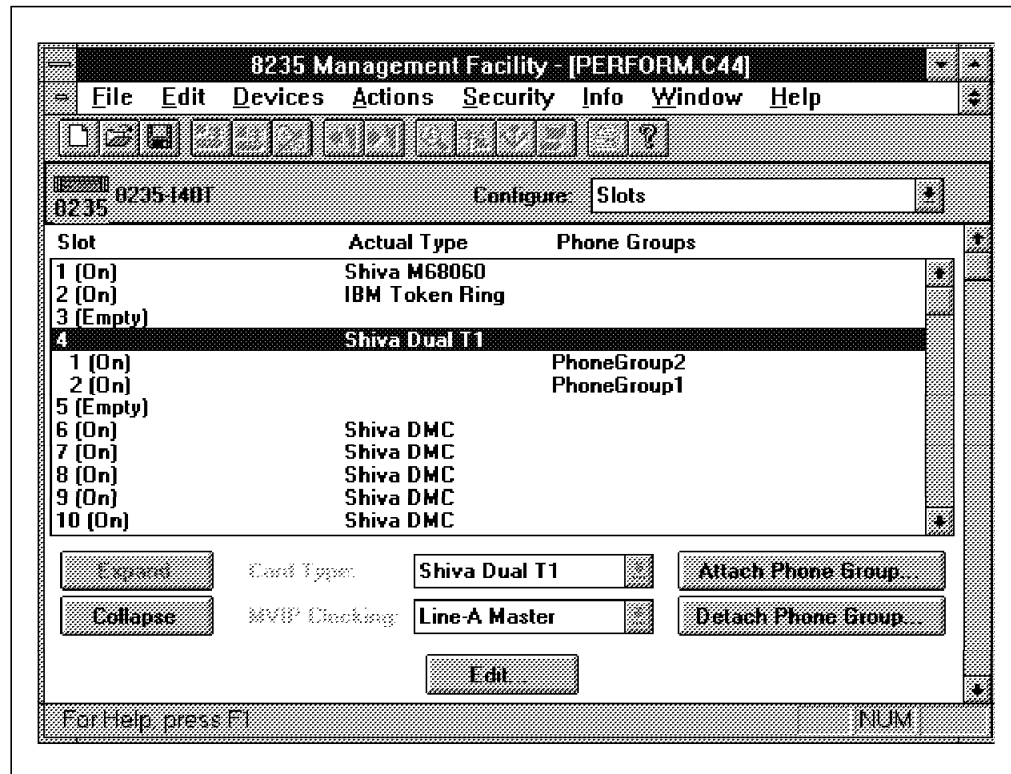 8235 Management Facility - [PERFORM.C44]
File Edit Devices Actions Security Info Window Help
8235 8235-I40T Configure: Slots
Slot Actual Type Phone Groups
1 (On) Shiva M68060
2 (On) IBM Token Ring
3 (Empty)
4 Shiva Dual T1
1 (On) PhoneGroup2
2 (On) PhoneGroup1
5 (Empty)
6 (On) Shiva DMC
7 (On) Shiva DMC
8 (On) Shiva DMC
9 (On) Shiva DMC
10 (On) Shiva DMC
Expand Card Type: Shiva Dual T1 Attach Phone Group...
Collapse MVIP Clocking: Line-A Master Detach Phone Group...
Edit...
For Help, press F1 NUM